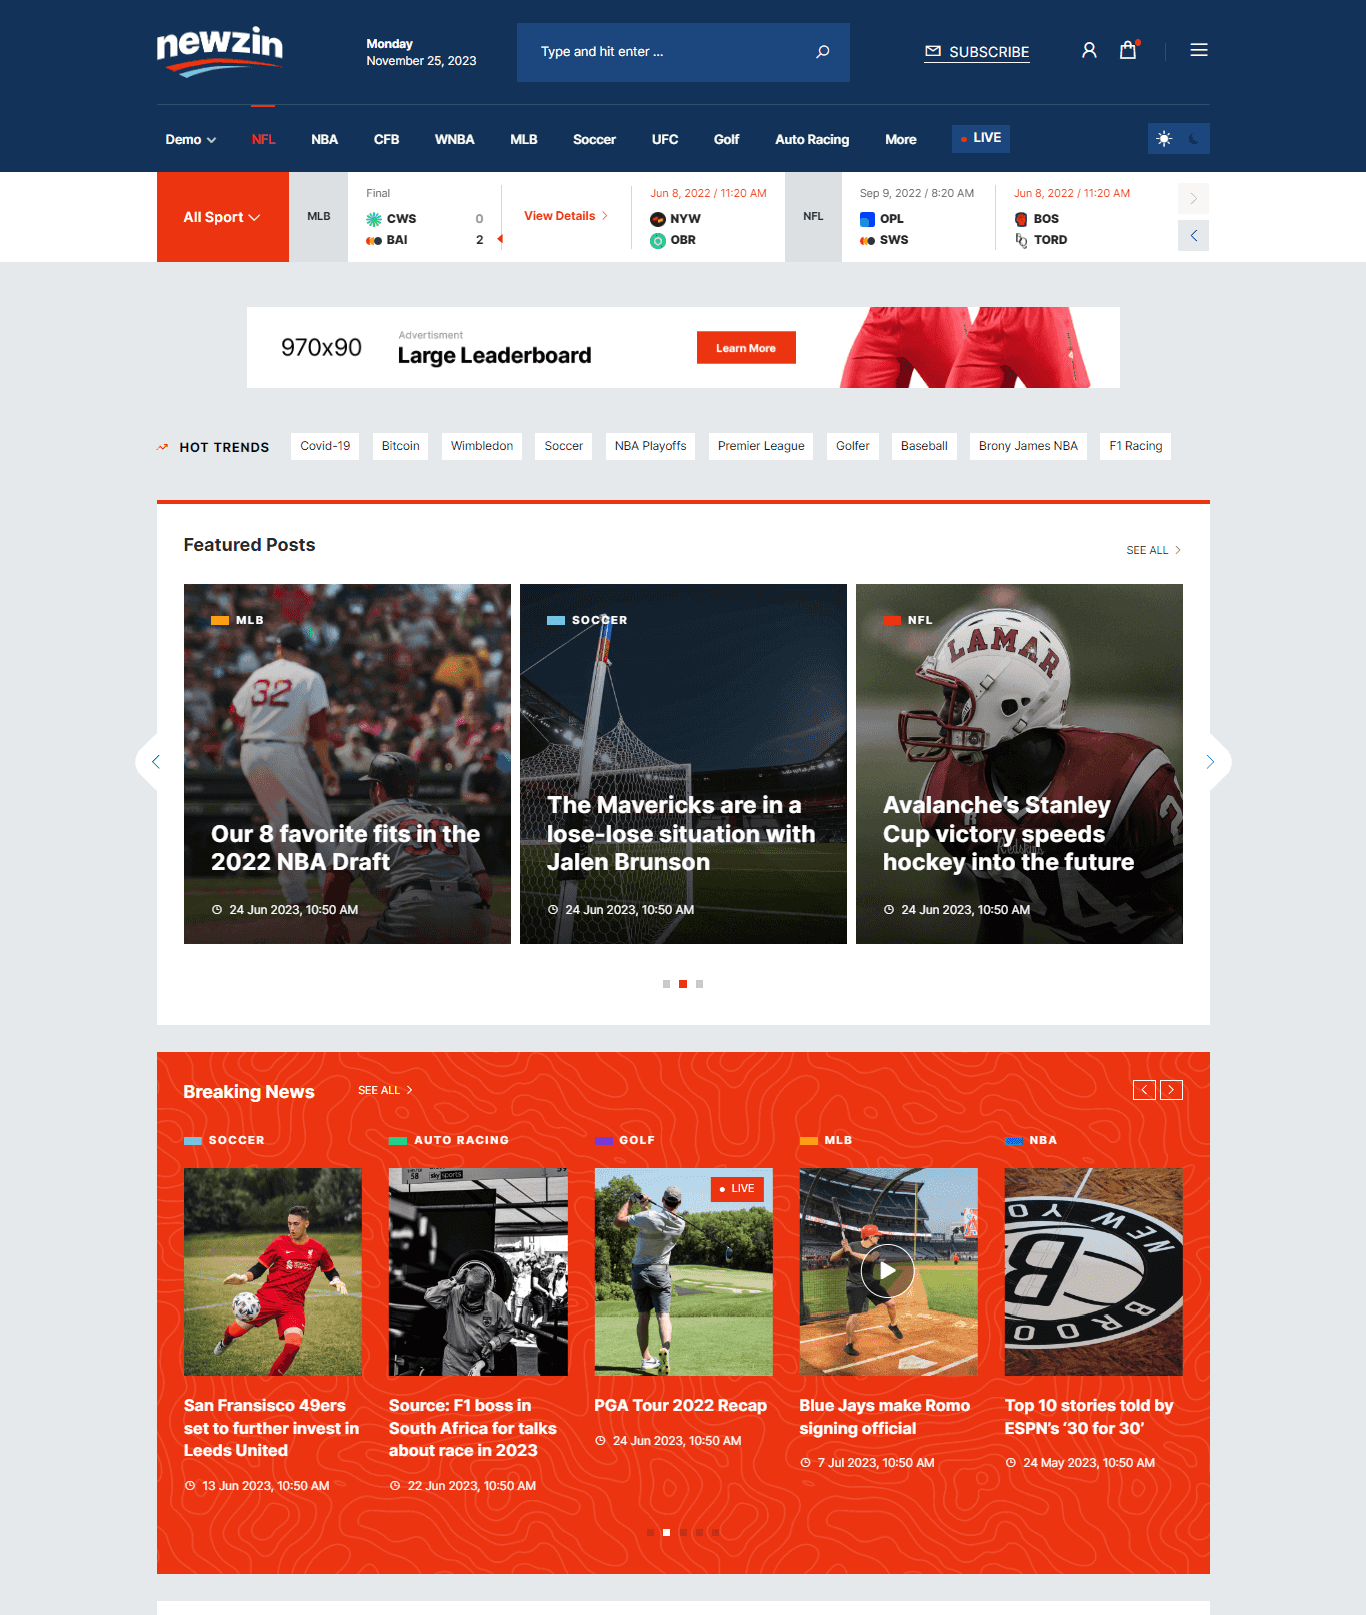 newzin
Monday
November 25, 2023
Type and hit enter ...
SUBSCRIBE
Demo
NFL
NBA
CFB
WNBA
MLB
Soccer
UFC
Golf
Auto Racing
More
LIVE
All Sport
MLB
Final
CWS 0
BAI 2
View Details
Jun 8, 2022 / 11:20 AM
NYW
OBR
NFL
Sep 9, 2022 / 8:20 AM
OPL
SWS
Jun 8, 2022 / 11:20 AM
BOS
TORD
970x90
Advertisment
Large Leaderboard
Learn More
HOT TRENDS
Covid-19
Bitcoin
Wimbledon
Soccer
NBA Playoffs
Premier League
Golfer
Baseball
Brony James NBA
F1 Racing
Featured Posts
SEE ALL
MLB
32
Our 8 favorite fits in the
2022 NBA Draft
24 Jun 2023, 10:50 AM
SOCCER
The Mavericks are in a
lose-lose situation with
Jalen Brunson
24 Jun 2023, 10:50 AM
NFL
LAMAR
Redskins
Avalanche's Stanley
Cup victory speeds
hockey into the future
24 Jun 2023, 10:50 AM
Breaking News
SEE ALL
SOCCER
San Fransisco 49ers
set to further invest in
Leeds United
13 Jun 2023, 10:50 AM
AUTO RACING
58
sky sports
Source: F1 boss in
South Africa for talks
about race in 2023
22 Jun 2023, 10:50 AM
GOLF
LIVE
PGA Tour 2022 Recap
24 Jun 2023, 10:50 AM
MLB
Blue Jays make Romo
signing official
7 Jul 2023, 10:50 AM
NBA
NEW YO
B
BROO
Top 10 stories told by
ESPN's '30 for 30'
24 May 2023, 10:50 AM